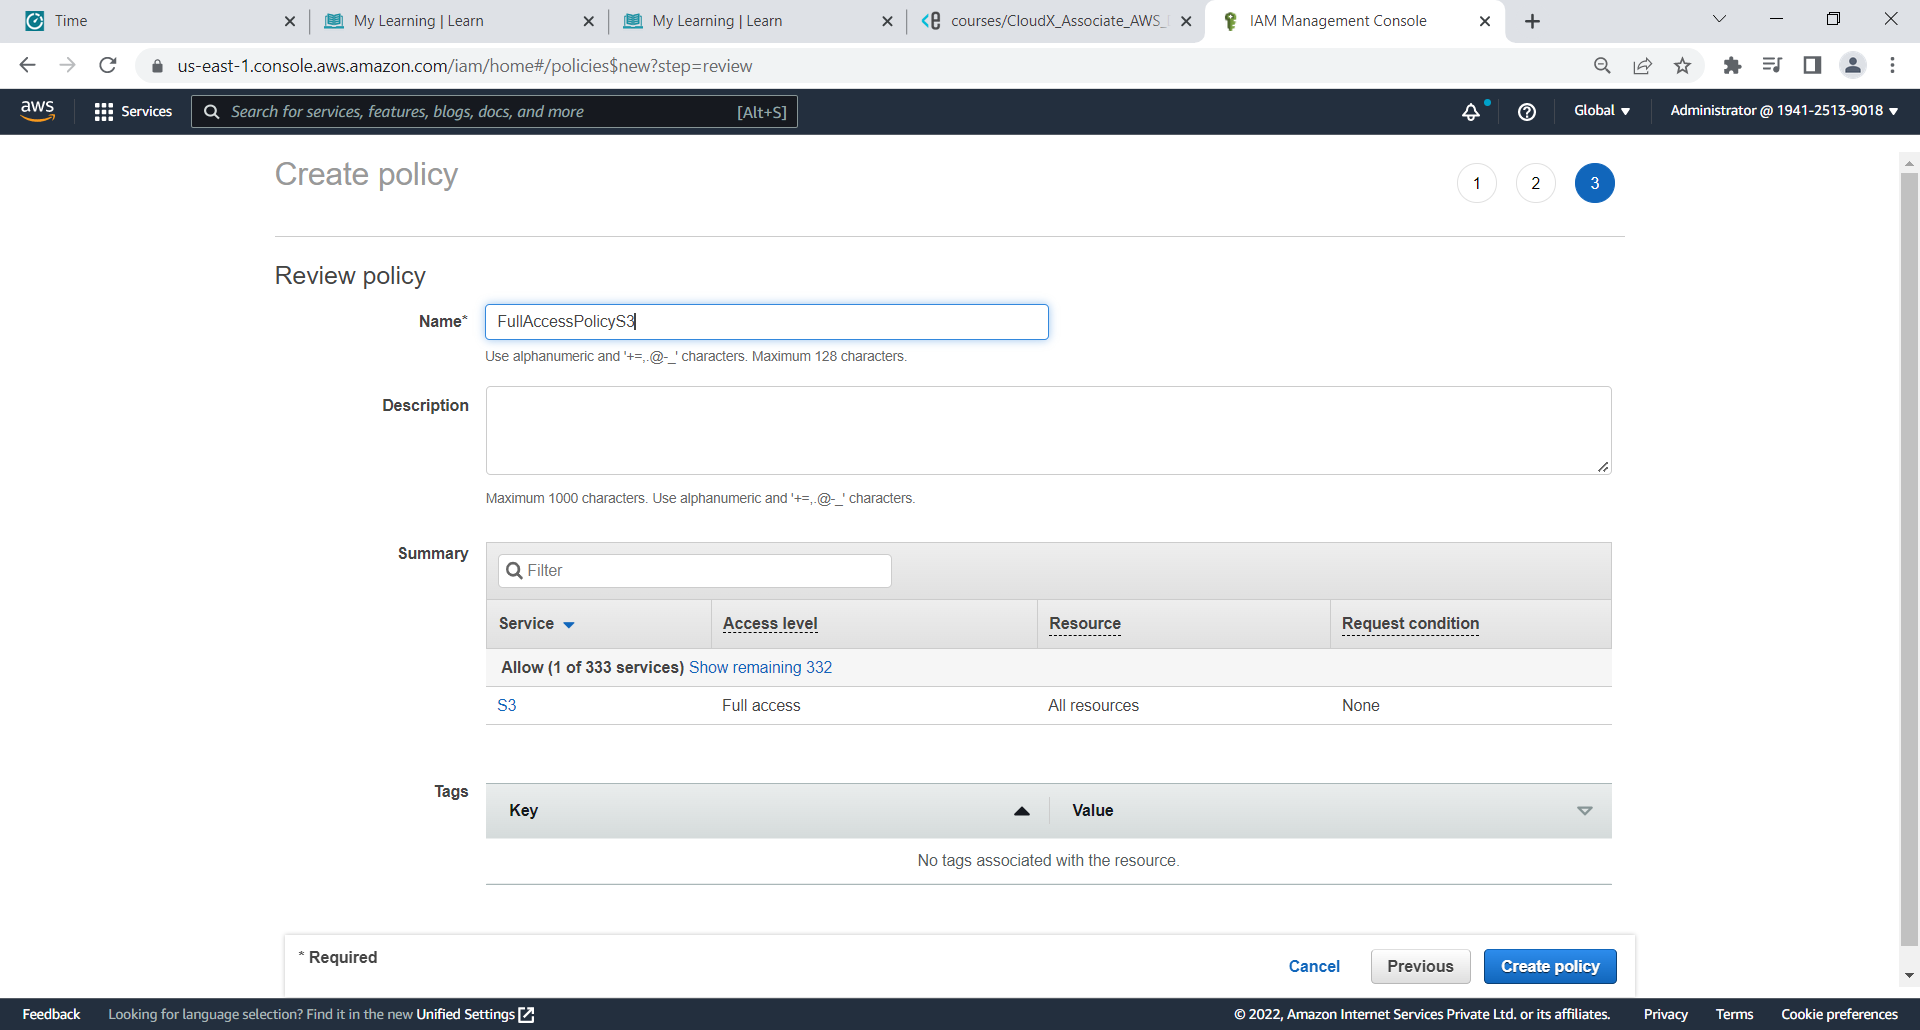 Time
My Learning | Learn
My Learning | Learn
courses/CloudX_Associate_AWS_
IAM Management Console
us-east-1.console.aws.amazon.com/iam/home#/policies$new?step=review
aws
Services
Search for services, features, blogs, docs, and more
[Alt+S]
Global
Administrator @ 1941-2513-9018
Create policy
1
2
3
Review policy
Name*
FullAccessPolicyS3
Use alphanumeric and '+=,.@-_' characters. Maximum 128 characters.
Description
Maximum 1000 characters. Use alphanumeric and '+=,.@-_' characters.
Summary
Filter
Service
Access level
Resource
Request condition
Allow (1 of 333 services) Show remaining 332
S3
Full access
All resources
None
Tags
Key
Value
No tags associated with the resource.
* Required
Cancel
Previous
Create policy
Feedback
Looking for language selection? Find it in the new Unified Settings
© 2022, Amazon Internet Services Private Ltd. or its affiliates.
Privacy
Terms
Cookie preferences